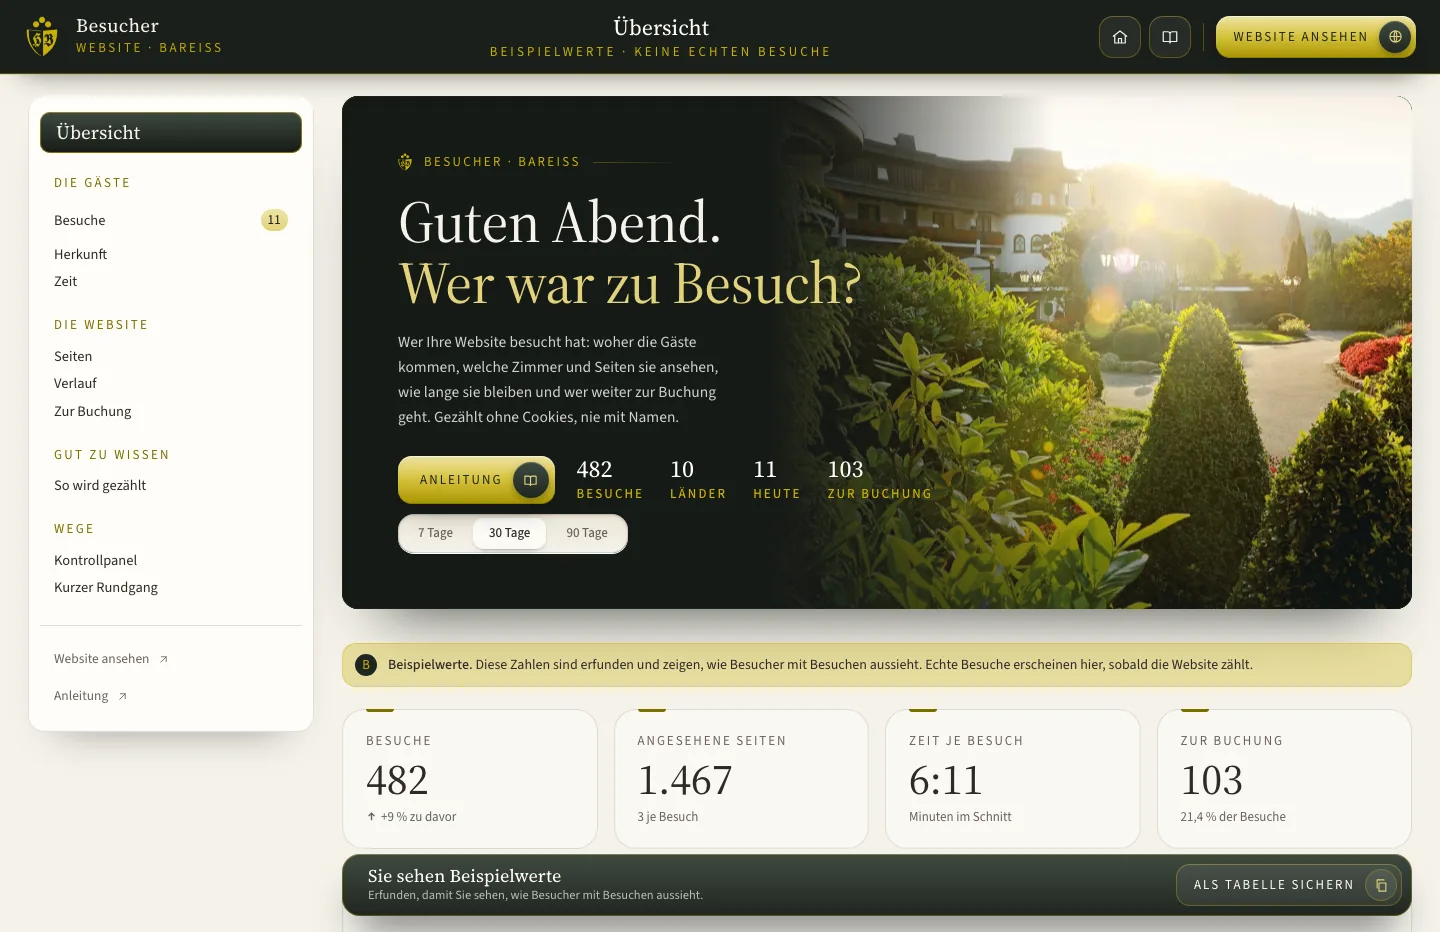 Besucher
WEBSITE · BAREISS
Übersicht
BEISPIELWERTE · KEINE ECHTEN BESUCHE
WEBSITE ANSEHEN
Übersicht
DIE GÄSTE
Besuche 11
Herkunft
Zeit
DIE WEBSITE
Seiten
Verlauf
Zur Buchung
GUT ZU WISSEN
So wird gezählt
WEGE
Kontrollpanel
Kurzer Rundgang
Website ansehen
Anleitung
BESUCHER · BAREISS
Guten Abend.
Wer war zu Besuch?
Wer Ihre Website besucht hat: woher die Gäste
kommen, welche Zimmer und Seiten sie ansehen,
wie lange sie bleiben und wer weiter zur Buchung
geht. Gezählt ohne Cookies, nie mit Namen.
ANLEITUNG
482
BESUCHE
10
LÄNDER
11
HEUTE
103
ZUR BUCHUNG
7 Tage 30 Tage 90 Tage
B Beispielwerte. Diese Zahlen sind erfunden und zeigen, wie Besucher mit Besuchen aussieht. Echte Besuche erscheinen hier, sobald die Website zählt.
BESUCHE
482
↑ +9 % zu davor
ANGESEHENE SEITEN
1.467
3 je Besuch
ZEIT JE BESUCH
6:11
Minuten im Schnitt
ZUR BUCHUNG
103
21,4 % der Besuche
Sie sehen Beispielwerte
Erfunden, damit Sie sehen, wie Besucher mit Besuchen aussieht.
ALS TABELLE SICHERN